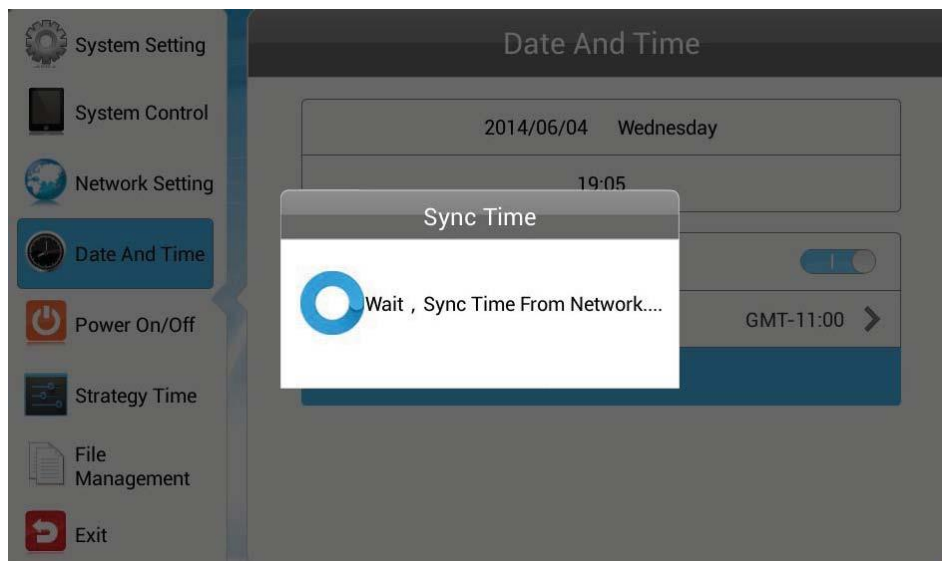 System Setting
System Control
Network Setting
Date And Time
Power On/Off
Strategy Time
File
Management
Exit
Date And Time
2014/06/04 Wednesday
19:05
GMT-11:00
Sync Time
Wait , Sync Time From Network....